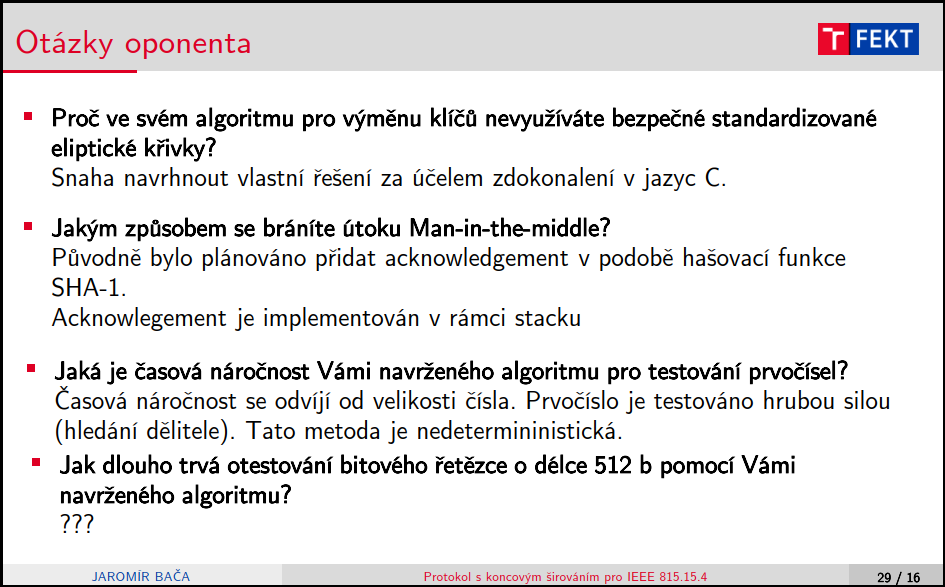 Otázky oponenta
T FEKT
Proč ve svém algoritmu pro výměnu klíčů nevyužíváte bezpečné standardizované
eliptické křivky?
Snaha navrhnout vlastní řešení za účelem zdokonalení v jazyc C.
Jakým způsobem se bráníte útoku Man-in-the-middle?
Původně bylo plánováno přidat acknowledgement v podobě hašovací funkce
SHA-1.
Acknowlegement je implementován v rámci stacku
Jaká je časová náročnost Vámi navrženého algoritmu pro testování prvočísel?
Časová náročnost se odvíjí od velikosti čísla. Prvočíslo je testováno hrubou silou
(hledání dělitele). Tato metoda je nedetermininistická.
Jak dlouho trvá otestování bitového řetězce o délce 512 b pomocí Vámi
navrženého algoritmu?
???
JAROMÍR BAČA
Protokol s koncovým širováním pro IEEE 815.15.4
29 / 16